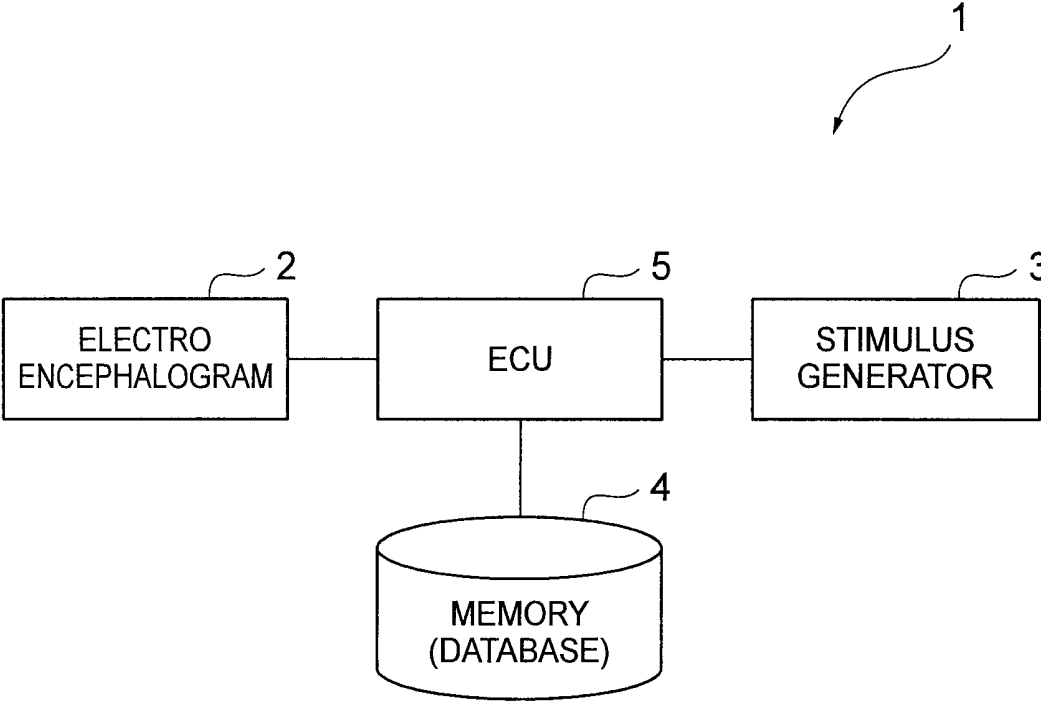 1
2
5
3
ELECTRO
ENCEPHALOGRAM
ECU
STIMULUS
GENERATOR
4
MEMORY
(DATABASE)